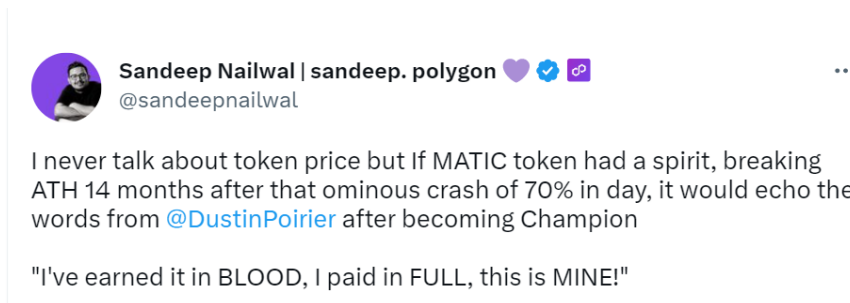 Sandeep Nailwal | sandeep. polygon
@sandeepnailwal
I never talk about token price but If MATIC token had a spirit, breaking
ATH 14 months after that ominous crash of 70% in day, it would echo the
words from @DustinPoirier after becoming Champion
"I've earned it in BLOOD, I paid in FULL, this is MINE!"